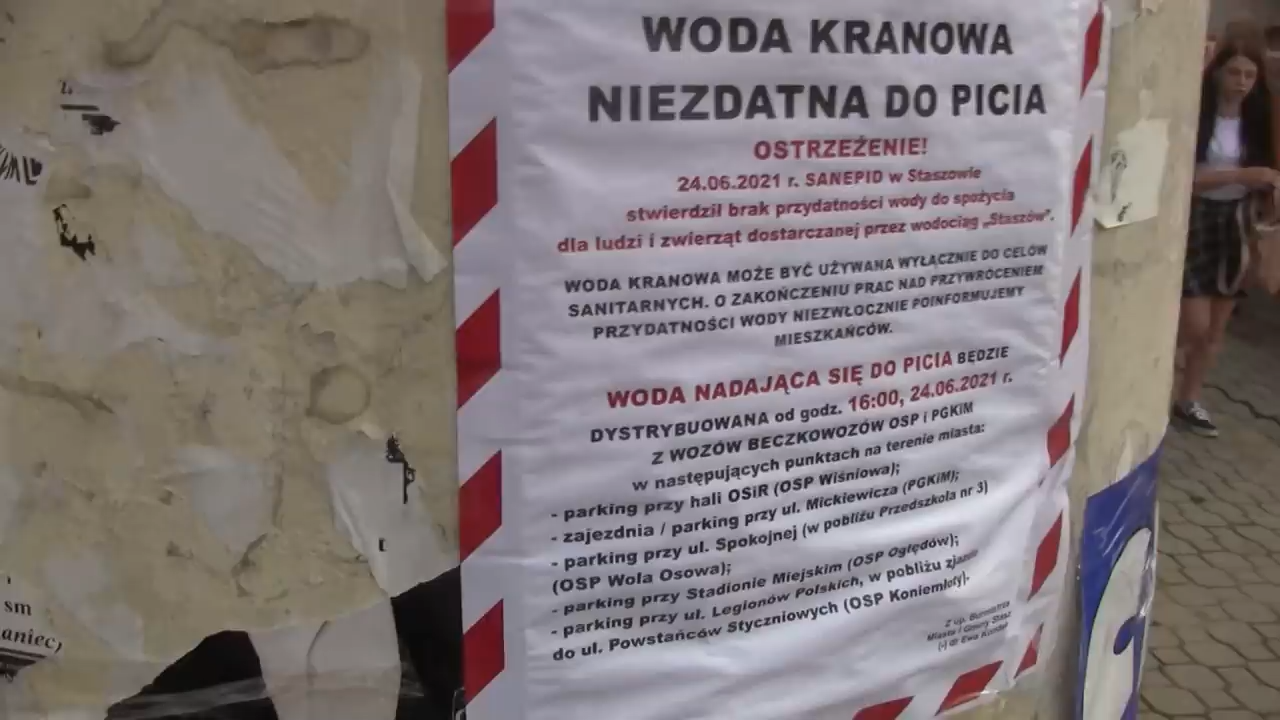 WODA KRANOWA
NIEZDATNA DO PICIA
OSTRZEŻENIE!
24.06.2021 r. SANEPID w Staszowie
stwierdził brak przydatności wody do spożycia
dla ludzi i zwierząt dostarczanej przez wodociąg „Staszów”.
WODA KRANOWA MOŻE BYĆ UŻYWANA WYŁĄCZNIE DO CELÓW
SANITARNYCH. O ZAKOŃCZENIU PRAC NAD PRZYWRÓCENIEM
PRZYDATNOŚCI WODY NIEZWŁOCZNIE POINFORMUJEMY
MIESZKAŃCÓW.
WODA NADAJĄCA SIĘ DO PICIA BĘDZIE
DYSTRYBUOWANA od godz. 16:00, 24.06.2021 r.
Z WOZÓW BECZKOWOZÓW OSP i PGKiM
w następujących punktach na terenie miasta:
- parking przy hali OSiR (OSP Wiśniowa);
- zajezdnia / parking przy ul. Mickiewicza (PGKiM);
- parking przy ul. Spokojnej (w pobliżu Przedszkola nr 3)
(OSP Wola Osowa);
- parking przy Stadionie Miejskim (OSP Oględów);
- parking przy ul. Legionów Polskich, w pobliżu zjazdu
do ul. Powstańców Styczniowych (OSP Koniemłoty).
Z up. Burmistrza
Miasta i Gminy
(-) dr Ewa
sm
aniec,